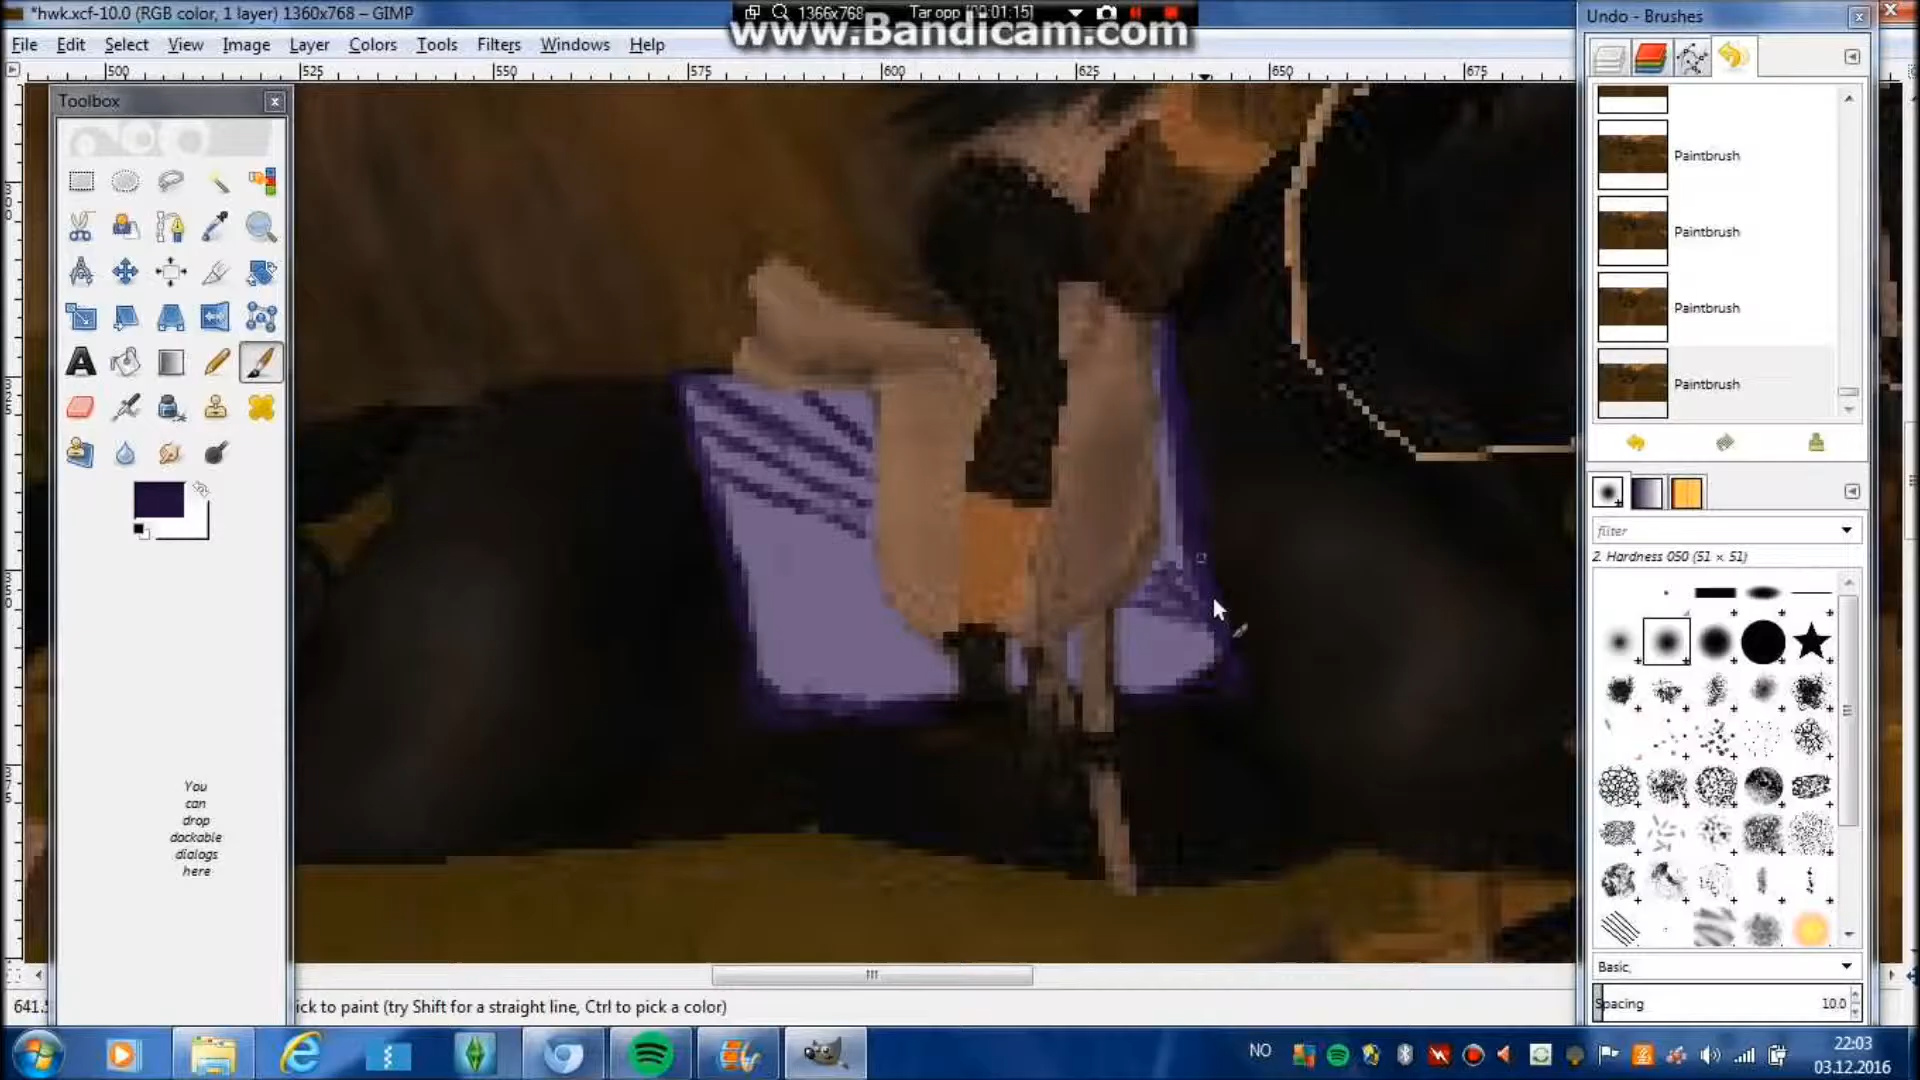 *hwk.xcf-10.0 (RGB color, 1 layer) 1360x768 – GIMP
1366x768
Tar opp [00:01:15]
www.Bandicam.com
Undo - Brushes
File Edit Select View Image Layer Colors Tools Filters Windows Help
500 525 550 575 600 625 650 675
Toolbox
Paintbrush
Paintbrush
Paintbrush
Paintbrush
filter
2. Hardness 050 (51 × 51)
You
can
drop
dockable
dialogs
here
Basic,
Spacing 10.0
ick to paint (try Shift for a straight line, Ctrl to pick a color)
NO
22:03
03.12.2016